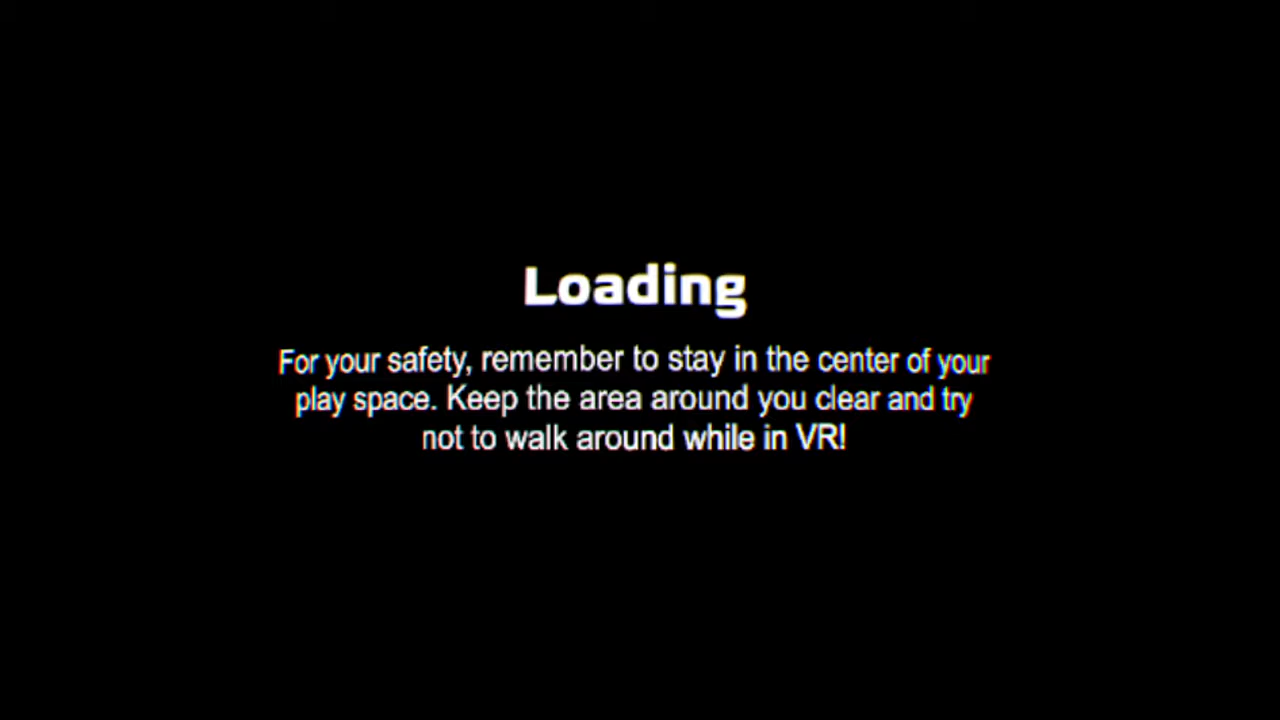 Loading
For your safety, remember to stay in the center of your
play space. Keep the area around you clear and try
not to walk around while in VR!